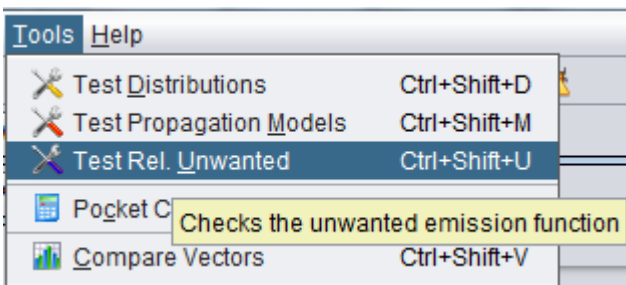 Tools Help
Test Distributions Ctrl+Shift+D
Test Propagation Models Ctrl+Shift+M
Test Rel. Unwanted Ctrl+Shift+U
Pocket C
Checks the unwanted emission function
Compare Vectors Ctrl+Shift+V